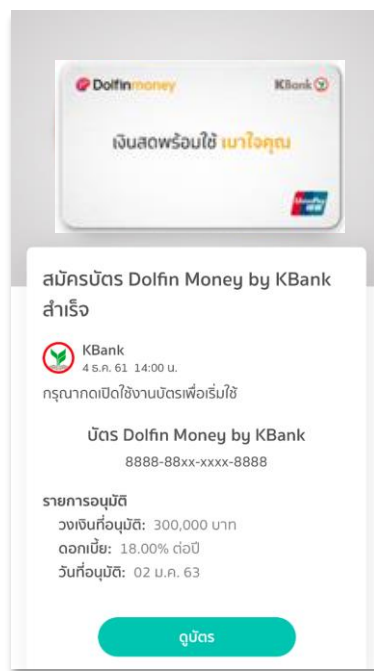 Dolfinmoney KBank
เงินสดพร้อมใช้ เบาใจคุณ
UnionPay
สมัครบัตร Dolfin Money by KBank
สำเร็จ
KBank
4 ธ.ค. 61 14:00 น.
กรุณากดเปิดใช้งานบัตรเพื่อเริ่มใช้
บัตร Dolfin Money by KBank
8888-88xx-xxxx-8888
รายการอนุมัติ
วงเงินที่อนุมัติ: 300,000 บาท
ดอกเบี้ย: 18.00% ต่อปี
วันที่อนุมัติ: 02 ม.ค. 63
ดูบัตร